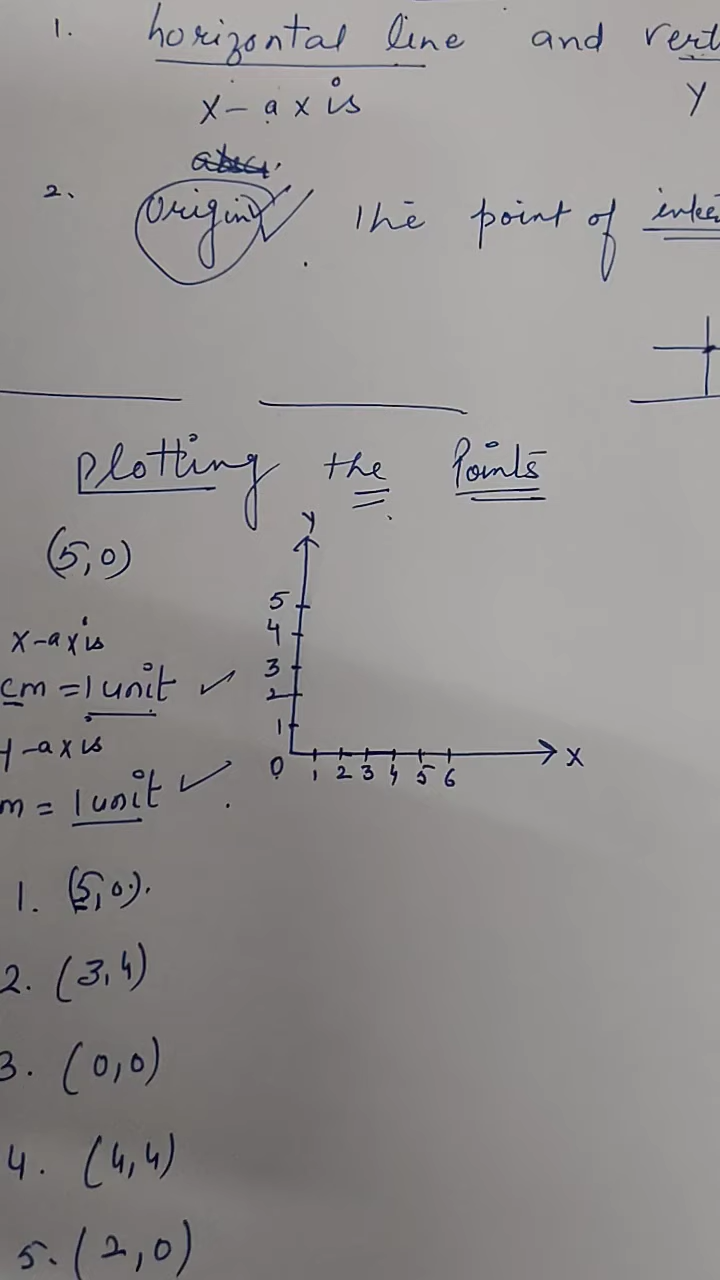 1. horizontal line and vert
x-axis Y
2. Origin The point of inte
Plotting the Points
(5,0)
Y
5
4
3
2
1
0 1 2 3 4 5 6 X
x-axis
cm = 1 unit
y-axis
m = 1 unit
1. (5,0).
2. (3,4)
3. (0,0)
4. (4,4)
5. (2,0)